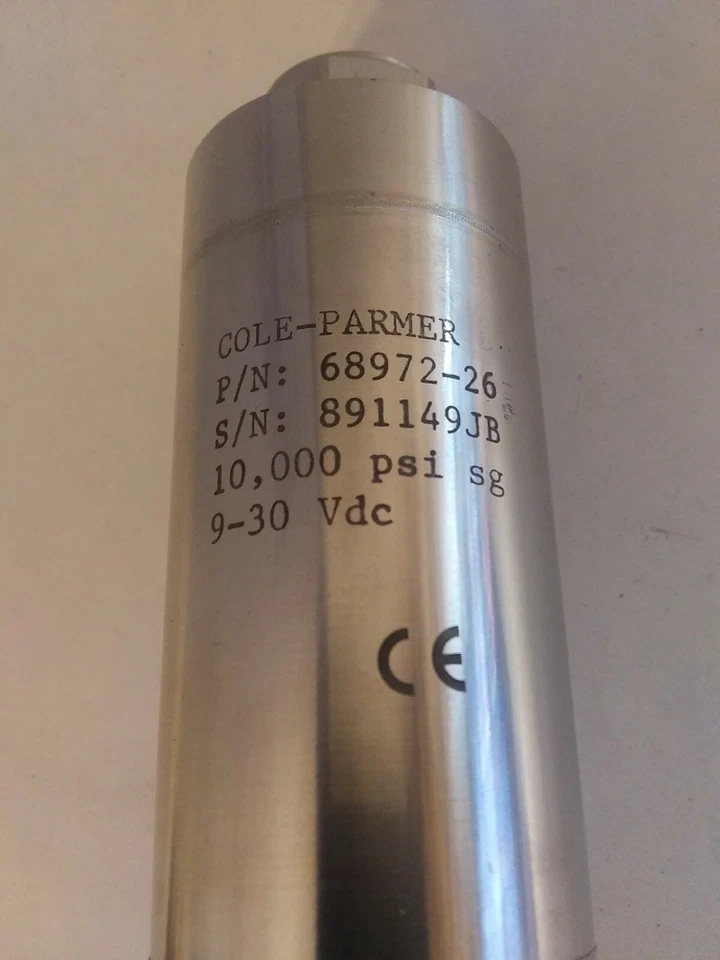 COLE-PARMER
P/N: 68972-26
S/N: 891149JB
10,000 psi sg
9-30 Vdc
CE